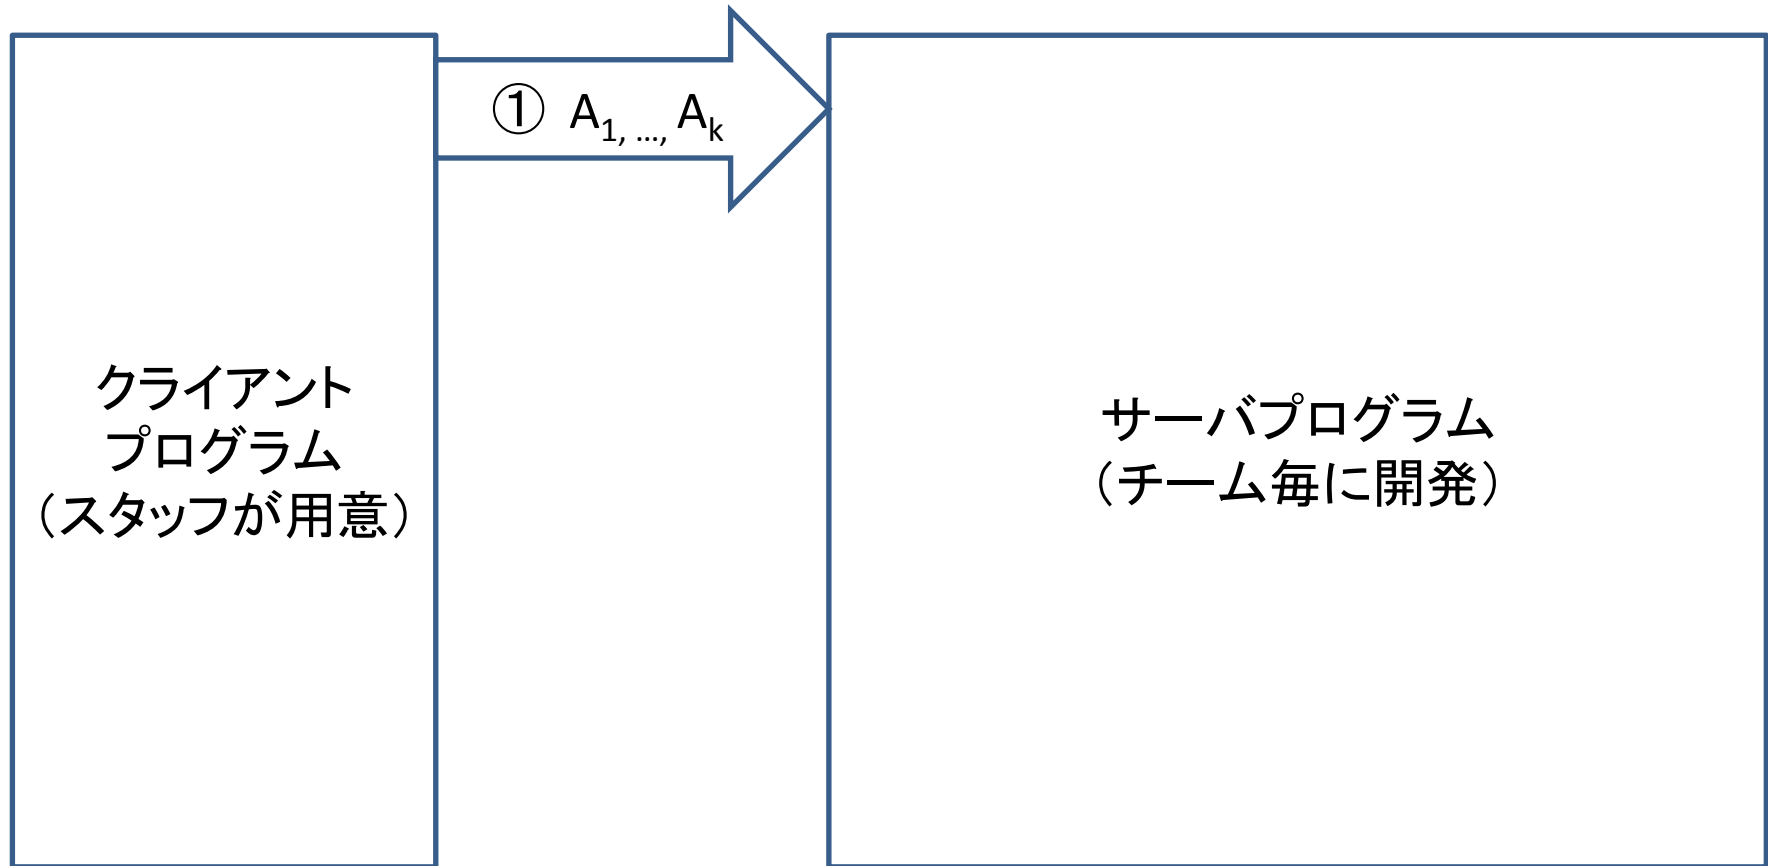 ① A1, …, Ak
クライアント
プログラム
（スタッフが用意）
サーバプログラム
（チーム毎に開発）